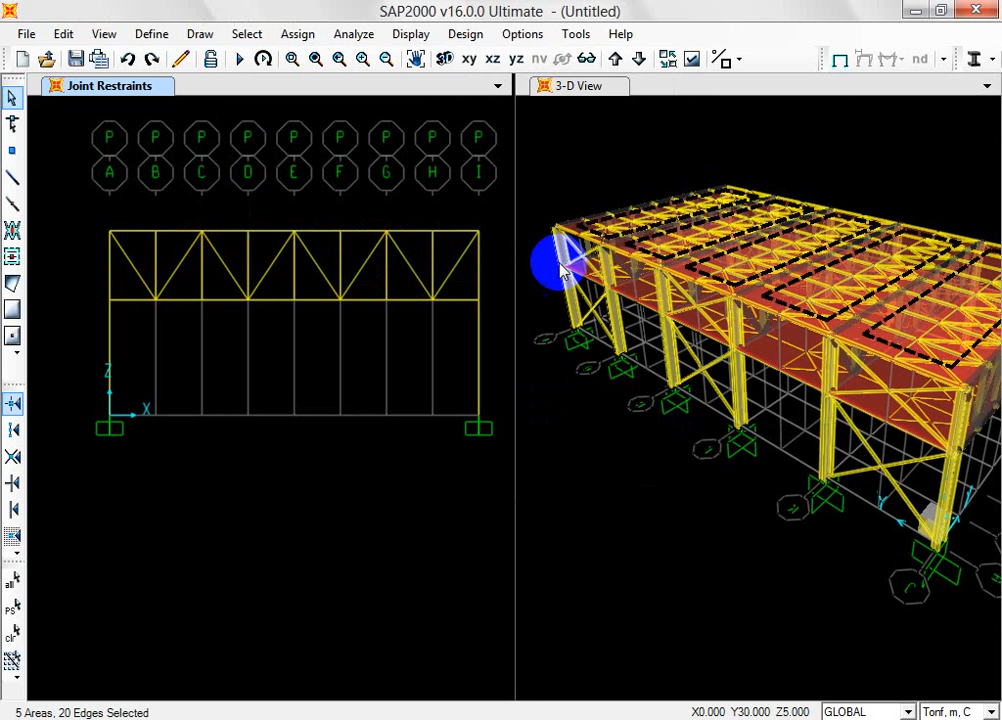 SAP2000 v16.0.0 Ultimate - (Untitled)
File Edit View Define Draw Select Assign Analyze Display Design Options Tools Help
3-D xy xz yz nv nd
Joint Restraints
3-D View
P P P P P P P P P
A B C D E F G H I
Z
X
Y
all
PS
clr
5 Areas, 20 Edges Selected
X0.000 Y30.000 Z5.000
GLOBAL
Tonf, m, C